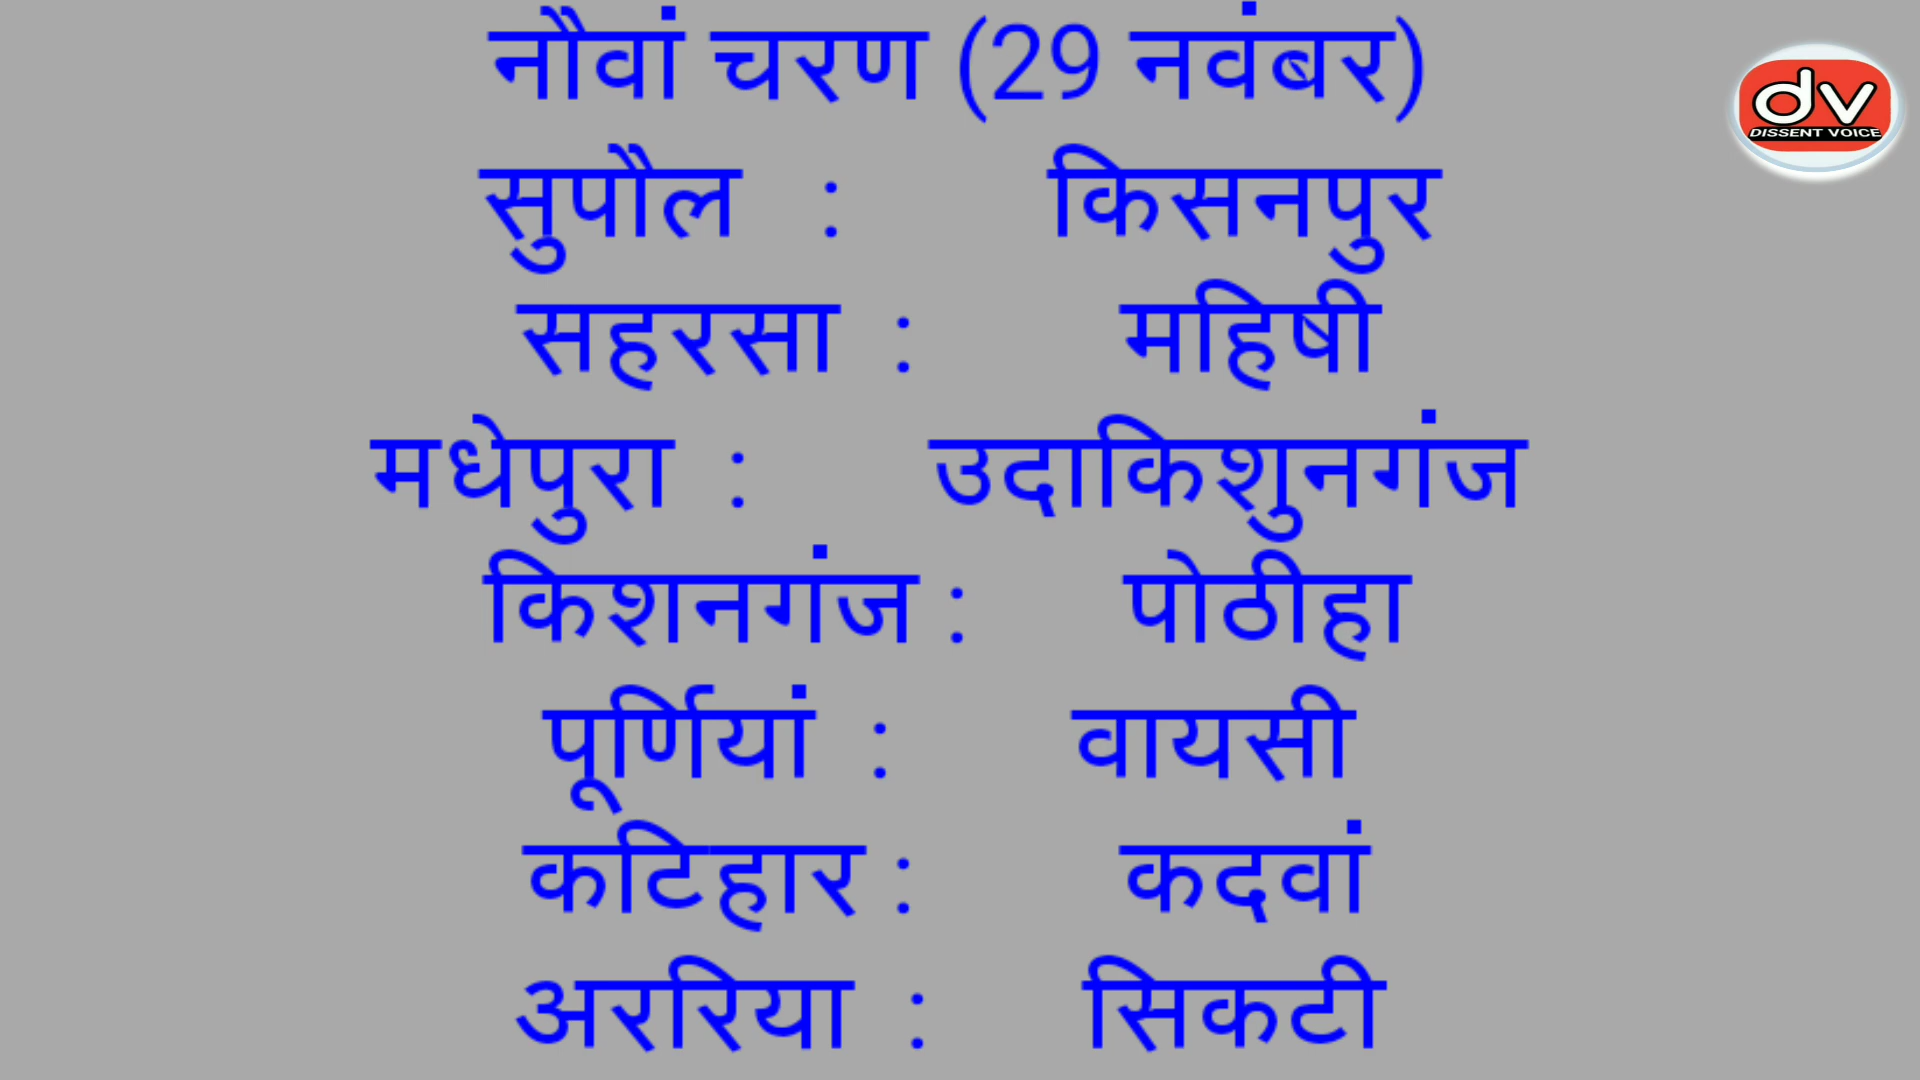 नौवां चरण (29 नवंबर)
dv
DISSENT VOICE
सुपौल : किसनपुर
सहरसा : महिषी
मधेपुरा : उदाकिशुनगंज
किशनगंज : पोठीहा
पूर्णियां : वायसी
कटिहार : कदवां
अररिया : सिकटी